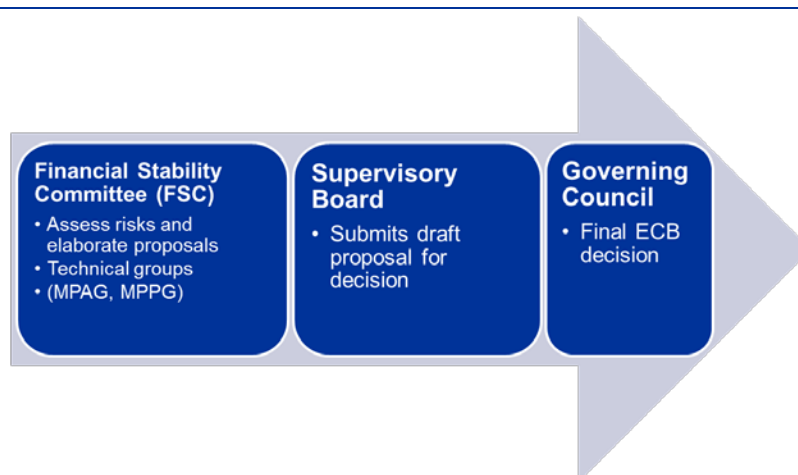 Financial Stability
Committee (FSC)
• Assess risks and
elaborate proposals
• Technical groups
• (MPAG, MPPG)
Supervisory
Board
• Submits draft
proposal for
decision
Governing
Council
• Final ECB
decision